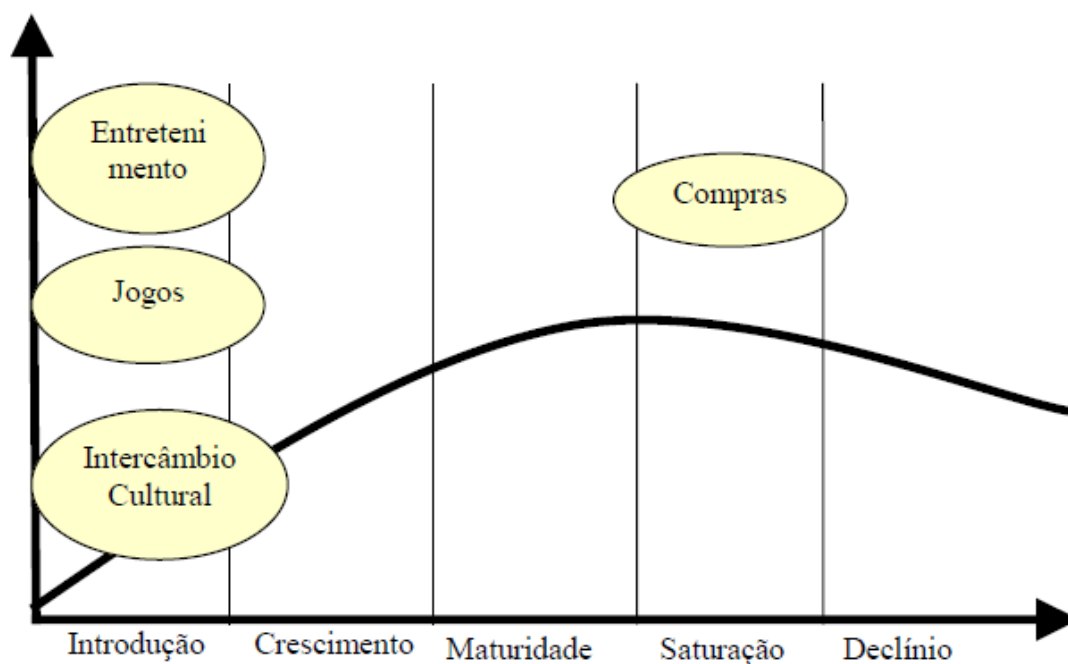 Entreteni
mento
Compras
Jogos
Intercâmbio
Cultural
Introdução
Crescimento
Maturidade
Saturação
Declínio